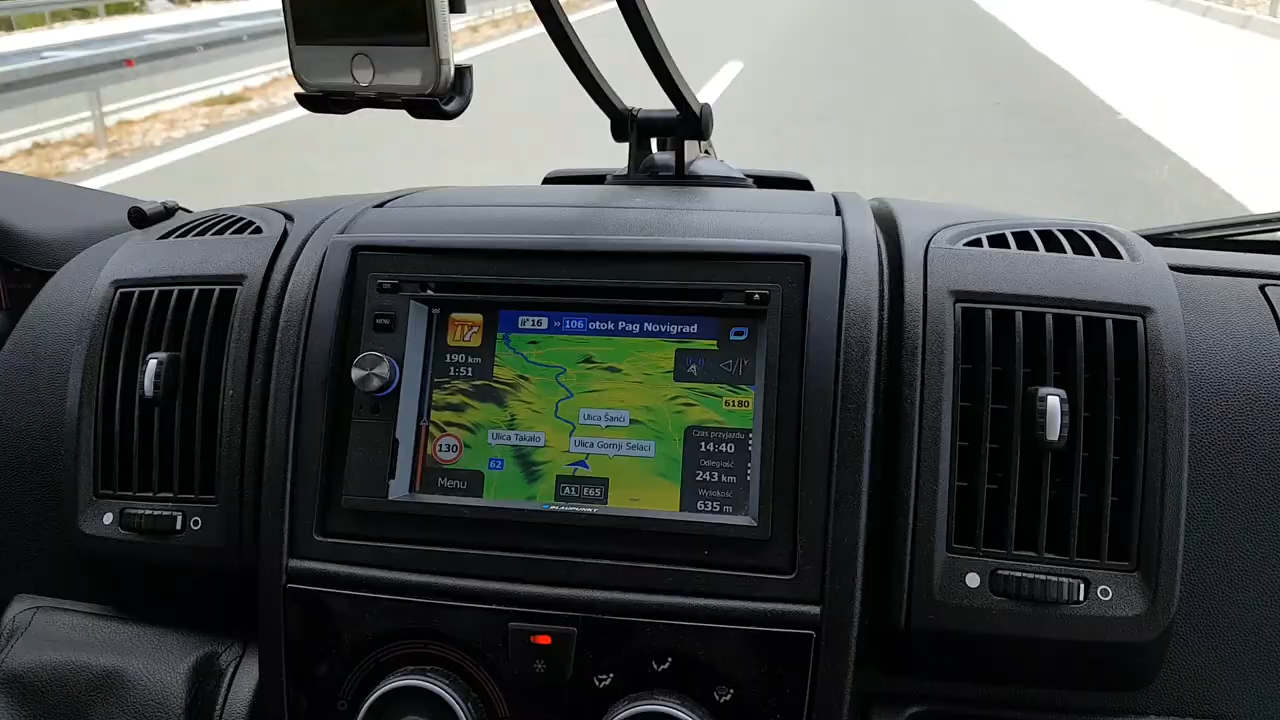 MENU
16 » 106 otok Pag Novigrad
190 km
1:51
6180
Ulica Šarići
Ulica Takalo
Ulica Gornji Selaci
130
62
Menu
A1 E65
Czas przyjazdu
14:40
Odległość
243 km
Wysokość
635 m
BLAUPUNKT